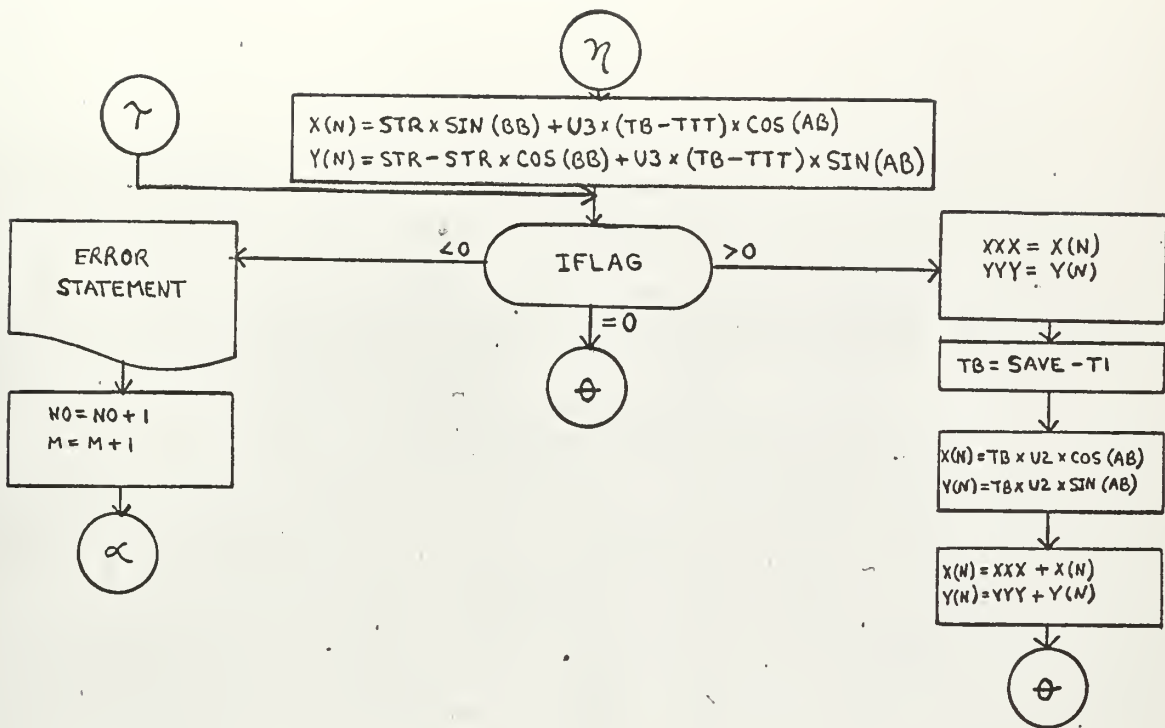 η
τ
X(N) = STR × SIN (BB) + U3 × (TB-TTT) × COS (AB)
Y(N) = STR - STR × COS (BB) + U3 × (TB-TTT) × SIN (AB)
IFLAG
<0
>0
=0
θ
ERROR
STATEMENT
NO = NO + 1
M = M + 1
α
XXX = X(N)
YYY = Y(N)
TB = SAVE - T1
X(N) = TB × U2 × COS (AB)
Y(N) = TB × U2 × SIN (AB)
X(N) = XXX + X(N)
Y(N) = YYY + Y(N)
θ